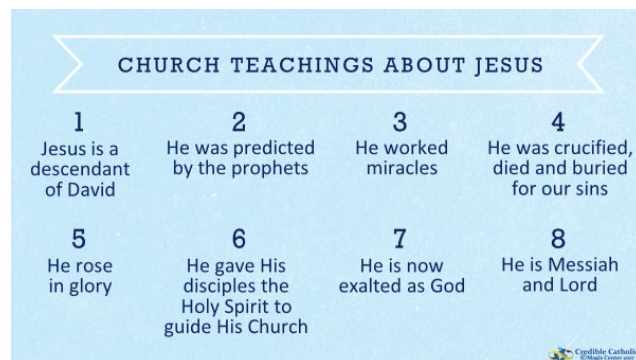 CHURCH TEACHINGS ABOUT JESUS
1
Jesus is a
descendant
of David
2
He was predicted
by the prophets
3
He worked
miracles
4
He was crucified,
died and buried
for our sins
5
He rose
in glory
6
He gave His
disciples the
Holy Spirit to
guide His Church
7
He is now
exalted as God
8
He is Messiah
and Lord
Credible Catholic
©Magis Center 2017